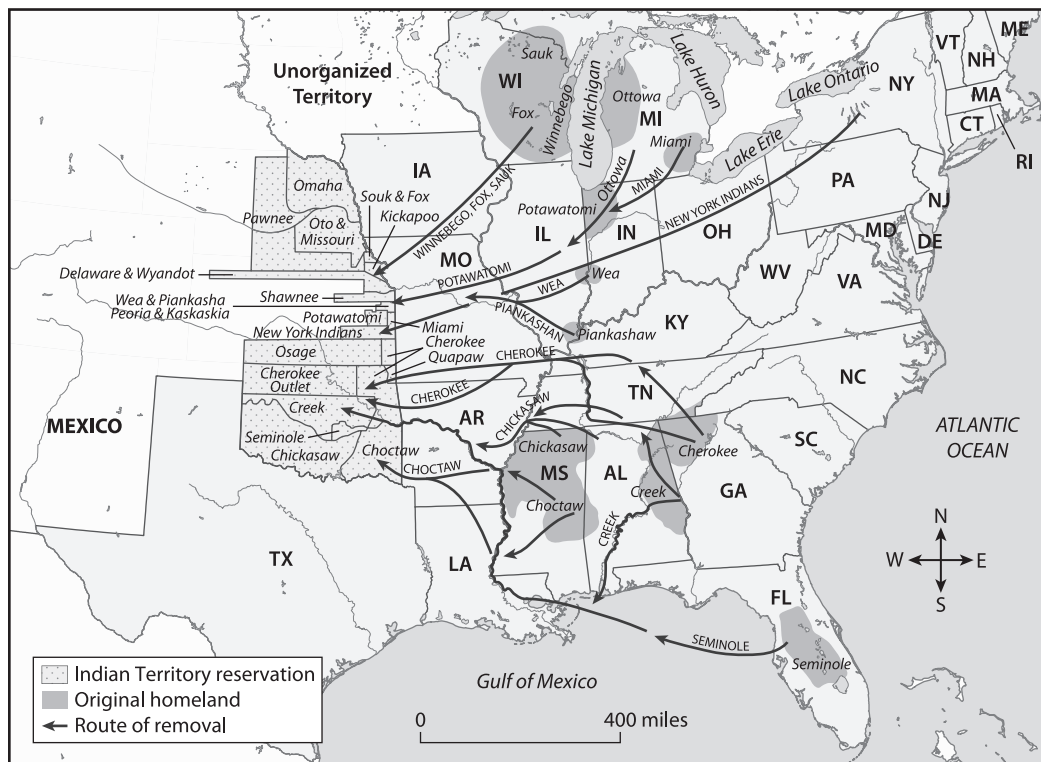 ME
VT
NH
Lake Ontario
NY
MA
CT
RI
Lake Huron
Lake Michigan
Lake Erie
Sauk
WI
Fox
Winnebego
Ottowa
MI
Miami
Unorganized
Territory
IA
PA
NJ
MD
DE
Omaha
Pawnee
Oto &
Missouri
Souk & Fox
Kickapoo
WINNEBEGO, FOX, SAUK
Ottowa
MIAMI
NEW YORK INDIANS
Potawatomi
IL
IN
OH
WV
VA
MO
POTAWATOMI
Wea
WEA
PIANKASHAN
Piankashaw
KY
Delaware & Wyandot
Shawnee
Wea & Piankasha
Peoria & Kaskaskia
Potawatomi
New York Indians
Miami
Cherokee
Quapaw
Osage
Cherokee
Outlet
CHEROKEE
CHEROKEE
TN
NC
MEXICO
Creek
Seminole
Chickasaw
Choctaw
AR
CHICKASAW
Chickasaw
Cherokee
SC
ATLANTIC
OCEAN
CHOCTAW
MS
AL
Creek
GA
Choctaw
CREEK
TX
LA
N
W
E
S
FL
SEMINOLE
Seminole
Gulf of Mexico
Indian Territory reservation
Original homeland
Route of removal
0
400 miles